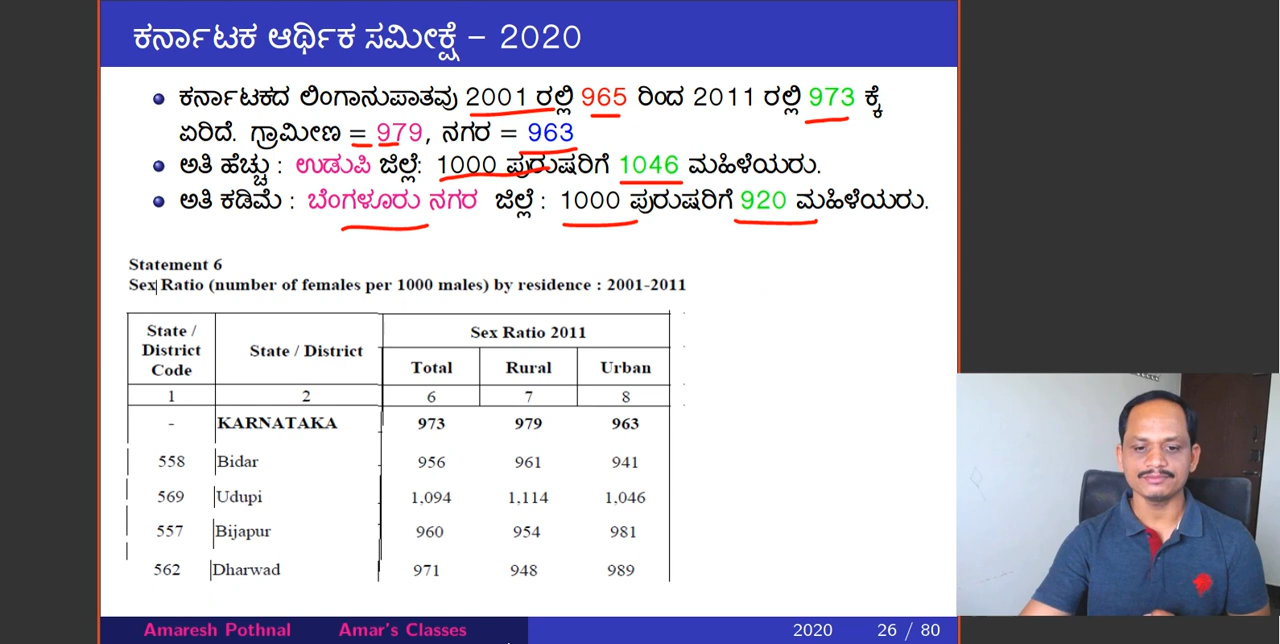 ಕರ್ನಾಟಕ ಆರ್ಥಿಕ ಸಮೀಕ್ಷೆ – 2020
ಕರ್ನಾಟಕದ ಲಿಂಗಾನುಪಾತವು 2001 ರಲ್ಲಿ 965 ರಿಂದ 2011 ರಲ್ಲಿ 973 ಕ್ಕೆ
ಏರಿದೆ. ಗ್ರಾಮೀಣ = 979, ನಗರ = 963
ಅತಿ ಹೆಚ್ಚು : ಉಡುಪಿ ಜಿಲ್ಲೆ: 1000 ಪುರುಷರಿಗೆ 1046 ಮಹಿಳೆಯರು.
ಅತಿ ಕಡಿಮೆ : ಬೆಂಗಳೂರು ನಗರ ಜಿಲ್ಲೆ : 1000 ಪುರುಷರಿಗೆ 920 ಮಹಿಳೆಯರು.
Statement 6
Sex Ratio (number of females per 1000 males) by residence : 2001-2011
State / District Code State / District Sex Ratio 2011
Total Rural Urban
1 2 6 7 8
- KARNATAKA 973 979 963
558 Bidar 956 961 941
569 Udupi 1,094 1,114 1,046
557 Bijapur 960 954 981
562 Dharwad 971 948 989
Amaresh Pothnal Amar's Classes 2020 26 / 80